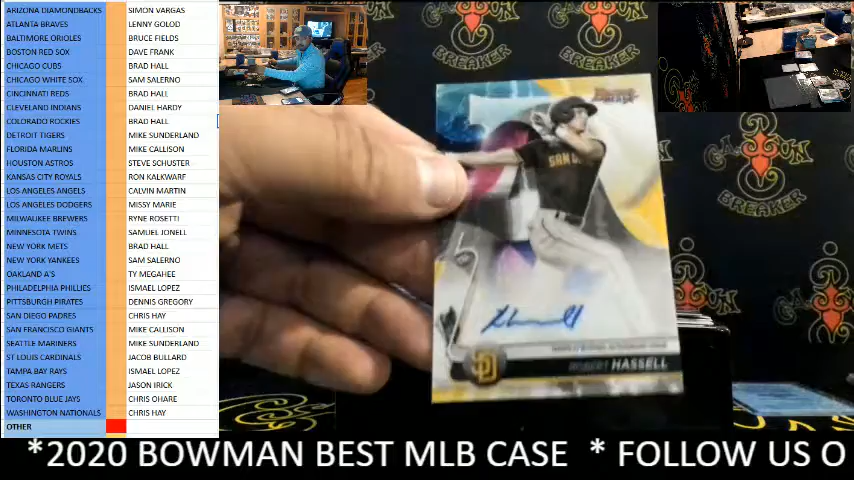 ARIZONA DIAMONDBACKS SIMON VARGAS
ATLANTA BRAVES LENNY GOLOD
BALTIMORE ORIOLES BRUCE FIELDS
BOSTON RED SOX DAVE FRANK
CHICAGO CUBS BRAD HALL
CHICAGO WHITE SOX SAM SALERNO
CINCINNATI REDS BRAD HALL
CLEVELAND INDIANS DANIEL HARDY
COLORADO ROCKIES BRAD HALL
DETROIT TIGERS MIKE SUNDERLAND
FLORIDA MARLINS MIKE CALLISON
HOUSTON ASTROS STEVE SCHUSTER
KANSAS CITY ROYALS RON KALKWARF
LOS ANGELES ANGELS CALVIN MARTIN
LOS ANGELES DODGERS MISSY MARIE
MILWAUKEE BREWERS RYNE ROSETTI
MINNESOTA TWINS SAMUEL JONELL
NEW YORK METS BRAD HALL
NEW YORK YANKEES SAM SALERNO
OAKLAND A'S TY MEGAHEE
PHILADELPHIA PHILLIES ISMAEL LOPEZ
PITTSBURGH PIRATES DENNIS GREGORY
SAN DIEGO PADRES CHRIS HAY
SAN FRANCISCO GIANTS MIKE CALLISON
SEATTLE MARINERS MIKE SUNDERLAND
ST LOUIS CARDINALS JACOB BULLARD
TAMPA BAY RAYS ISMAEL LOPEZ
TEXAS RANGERS JASON IRICK
TORONTO BLUE JAYS CHRIS OHARE
WASHINGTON NATIONALS CHRIS HAY
OTHER
BREAKER
BREAKER
BREAKER
SAN D
ROBERT HASSELL
SD
*2020 BOWMAN BEST MLB CASE * FOLLOW US O